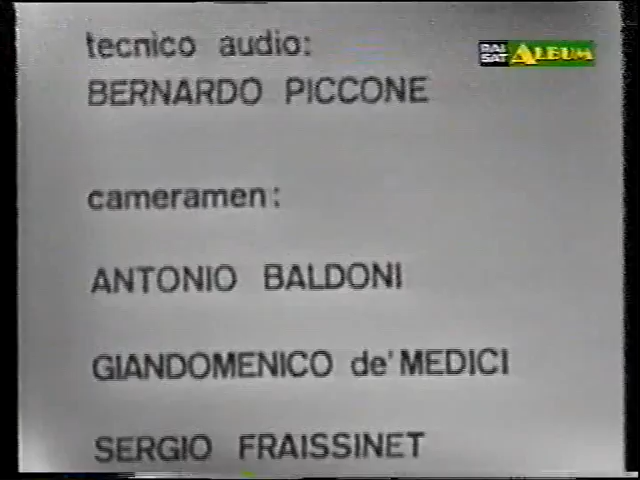 tecnico audio:
RAI SAT ALBUM
BERNARDO PICCONE
cameramen:
ANTONIO BALDONI
GIANDOMENICO de' MEDICI
SERGIO FRAISSINET